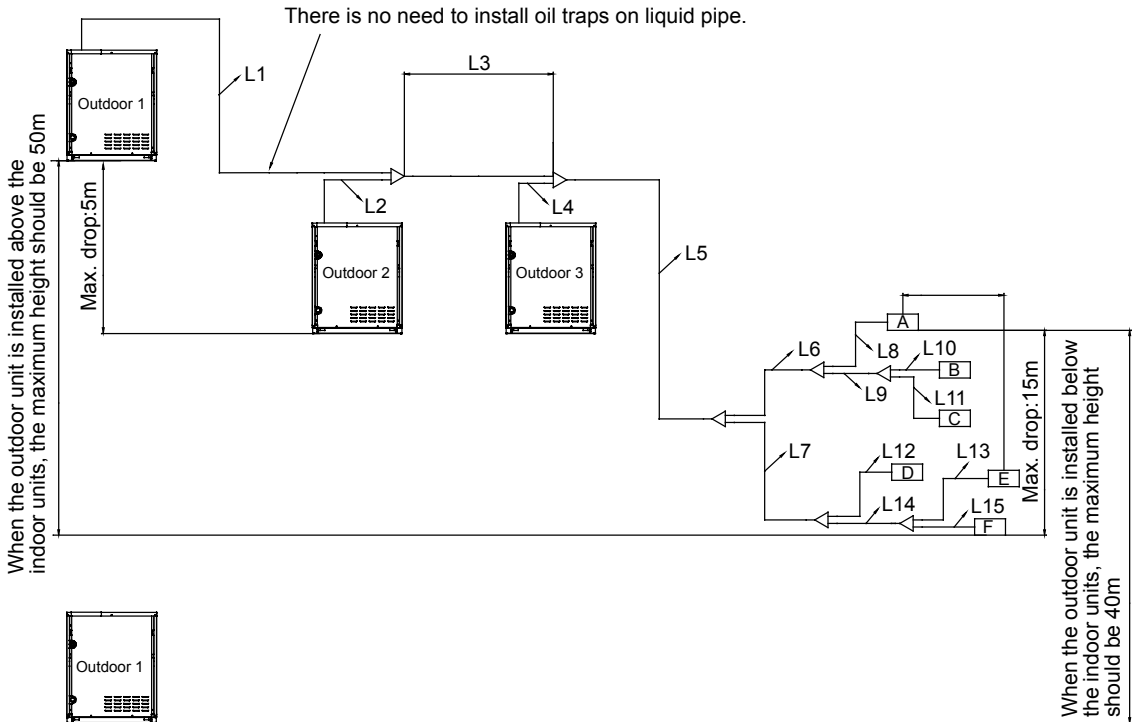 There is no need to install oil traps on liquid pipe.
L1
L3
Outdoor 1
When the outdoor unit is installed above the
indoor units, the maximum height should be 50m
Max. drop:5m
L2
L4
Outdoor 2
Outdoor 3
L5
A
L6
L8
L10
B
L9
L11
C
L7
L12
D
L13
E
L14
L15
F
Max. drop:15m
When the outdoor unit is installed below
the indoor units, the maximum height
should be 40m
Outdoor 1